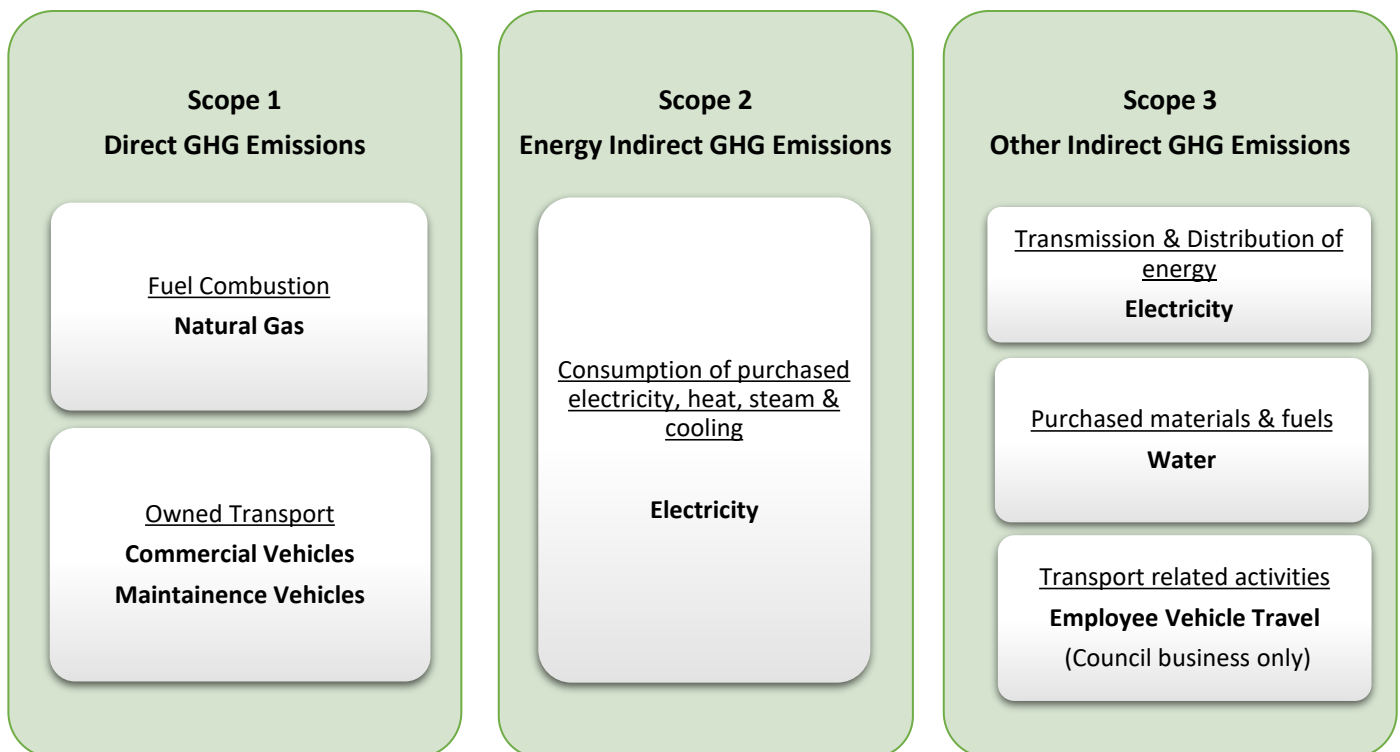 Scope 1
Direct GHG Emissions
Fuel Combustion
Natural Gas
Owned Transport
Commercial Vehicles
Maintainence Vehicles
Scope 2
Energy Indirect GHG Emissions
Consumption of purchased
electricity, heat, steam &
cooling
Electricity
Scope 3
Other Indirect GHG Emissions
Transmission & Distribution of
energy
Electricity
Purchased materials & fuels
Water
Transport related activities
Employee Vehicle Travel
(Council business only)